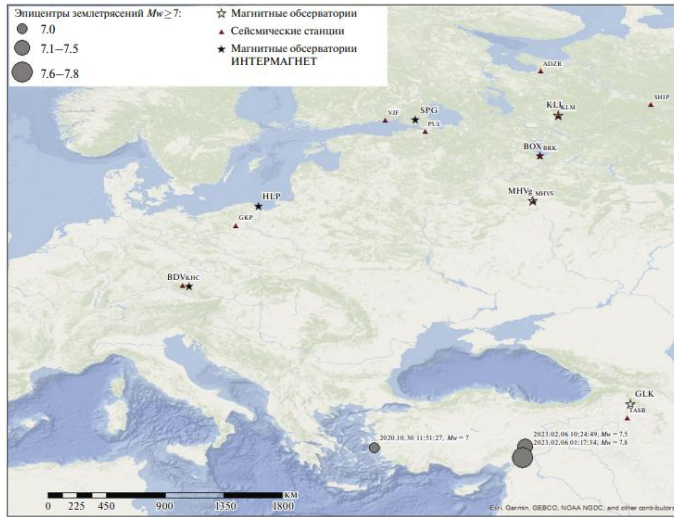 Эпицентры землетрясений Mw ≥ 7:
7.0
7.1–7.5
7.6–7.8
Магнитные обсерватории
Сейсмические станции
Магнитные обсерватории
ИНТЕРМАГНЕТ
ADZR
SHIP
KLI KLM
VJF
SPG
PUL
BOX BRK
MHVg MHVS
HLP
GKP
BDV KHC
GLK
TASB
2020.10.30 11:51:27; Mw = 7
2023.02.06 10:24:49; Mw = 7.5
2023.02.06 01:17:34; Mw = 7.8
KM
0 225 450 900 1350 1800
Esri, Garmin, GEBCO, NOAA NGDC, and other contributors